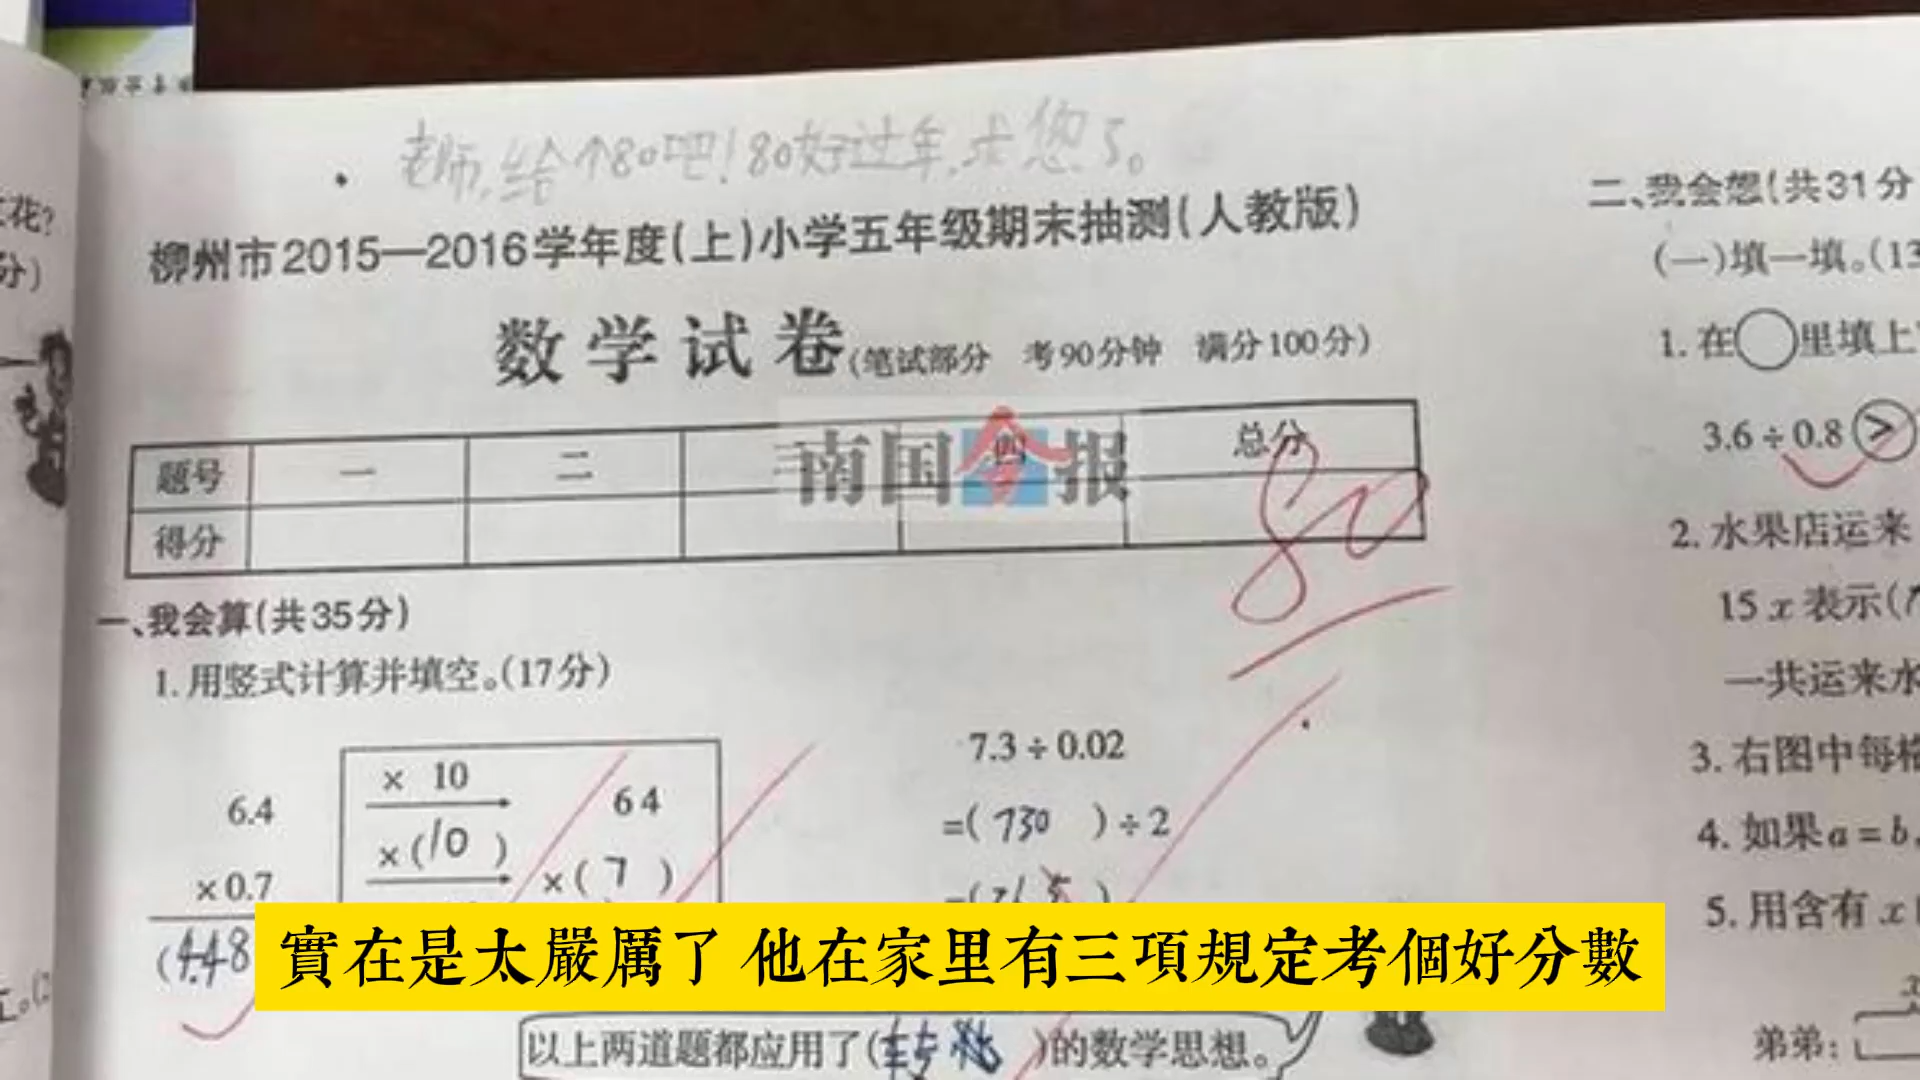 老师,给个80吧!80好过年,求您了。
柳州市2015—2016学年度(上)小学五年级期末抽测(人教版)
数学试卷(笔试部分 考90分钟 满分100分)
南国今报
题号 一 二 三 四 总分
得分
80
一、我会算(共35分)
1.用竖式计算并填空。(17分)
6.4
×0.7
(4.48
× 10
64
×(10)
×(7)
7.3÷0.02
=(730)÷2
=(365)
以上两道题都应用了(转化)的数学思想。
花?
分)
二、我会想(共31分
(一)填一填。(13
1.在○里填上
3.6÷0.8>
2.水果店运来
15x表示(
一共运来水
3.右图中每格
4.如果a=b,
5.用含有x
弟弟:
實在是太嚴厲了 他在家里有三項規定考個好分數